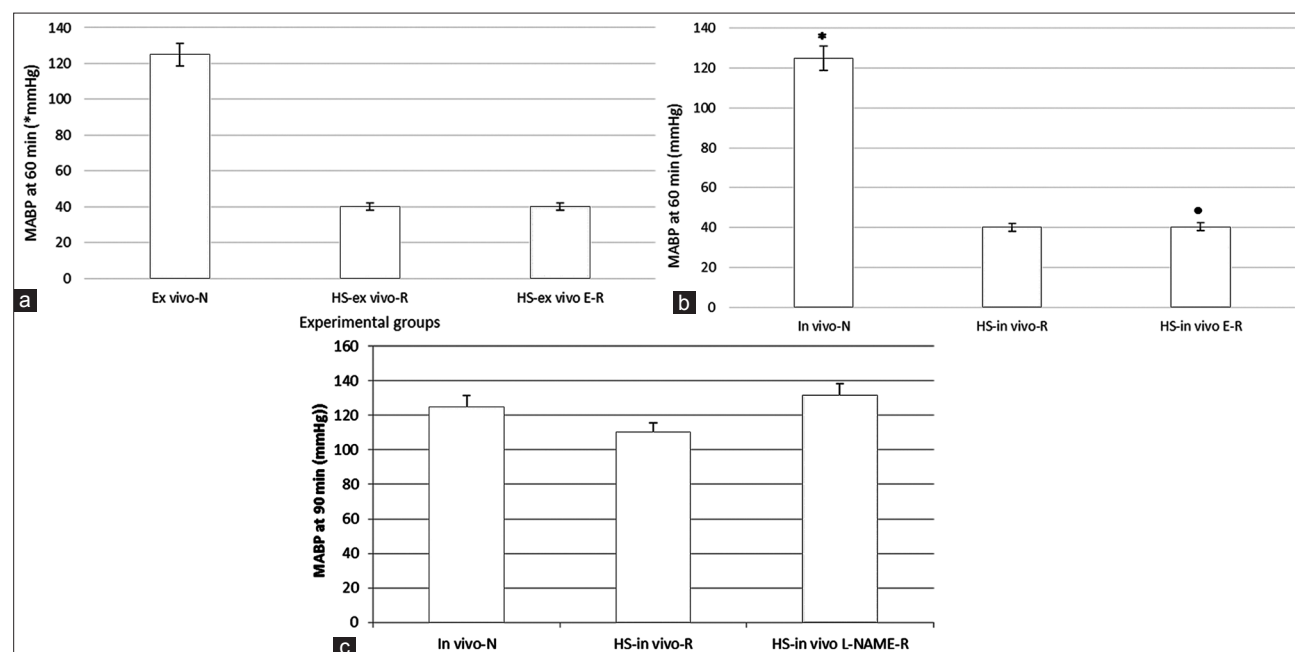 140
120
100
80
60
40
20
0
MABP at 60 min (*mmHg)
Ex vivo-N HS-ex vivo-R HS-ex vivo E-R
Experimental groups
a
140
*
120
100
80
60
40
20
0
MABP at 60 min (mmHg)
In vivo-N HS-in vivo-R HS-in vivo E-R
b
160
140
120
100
80
60
40
20
0
MABP at 90 min (mmHg))
In vivo-N HS-in vivo-R HS-in vivo L-NAME-R
c